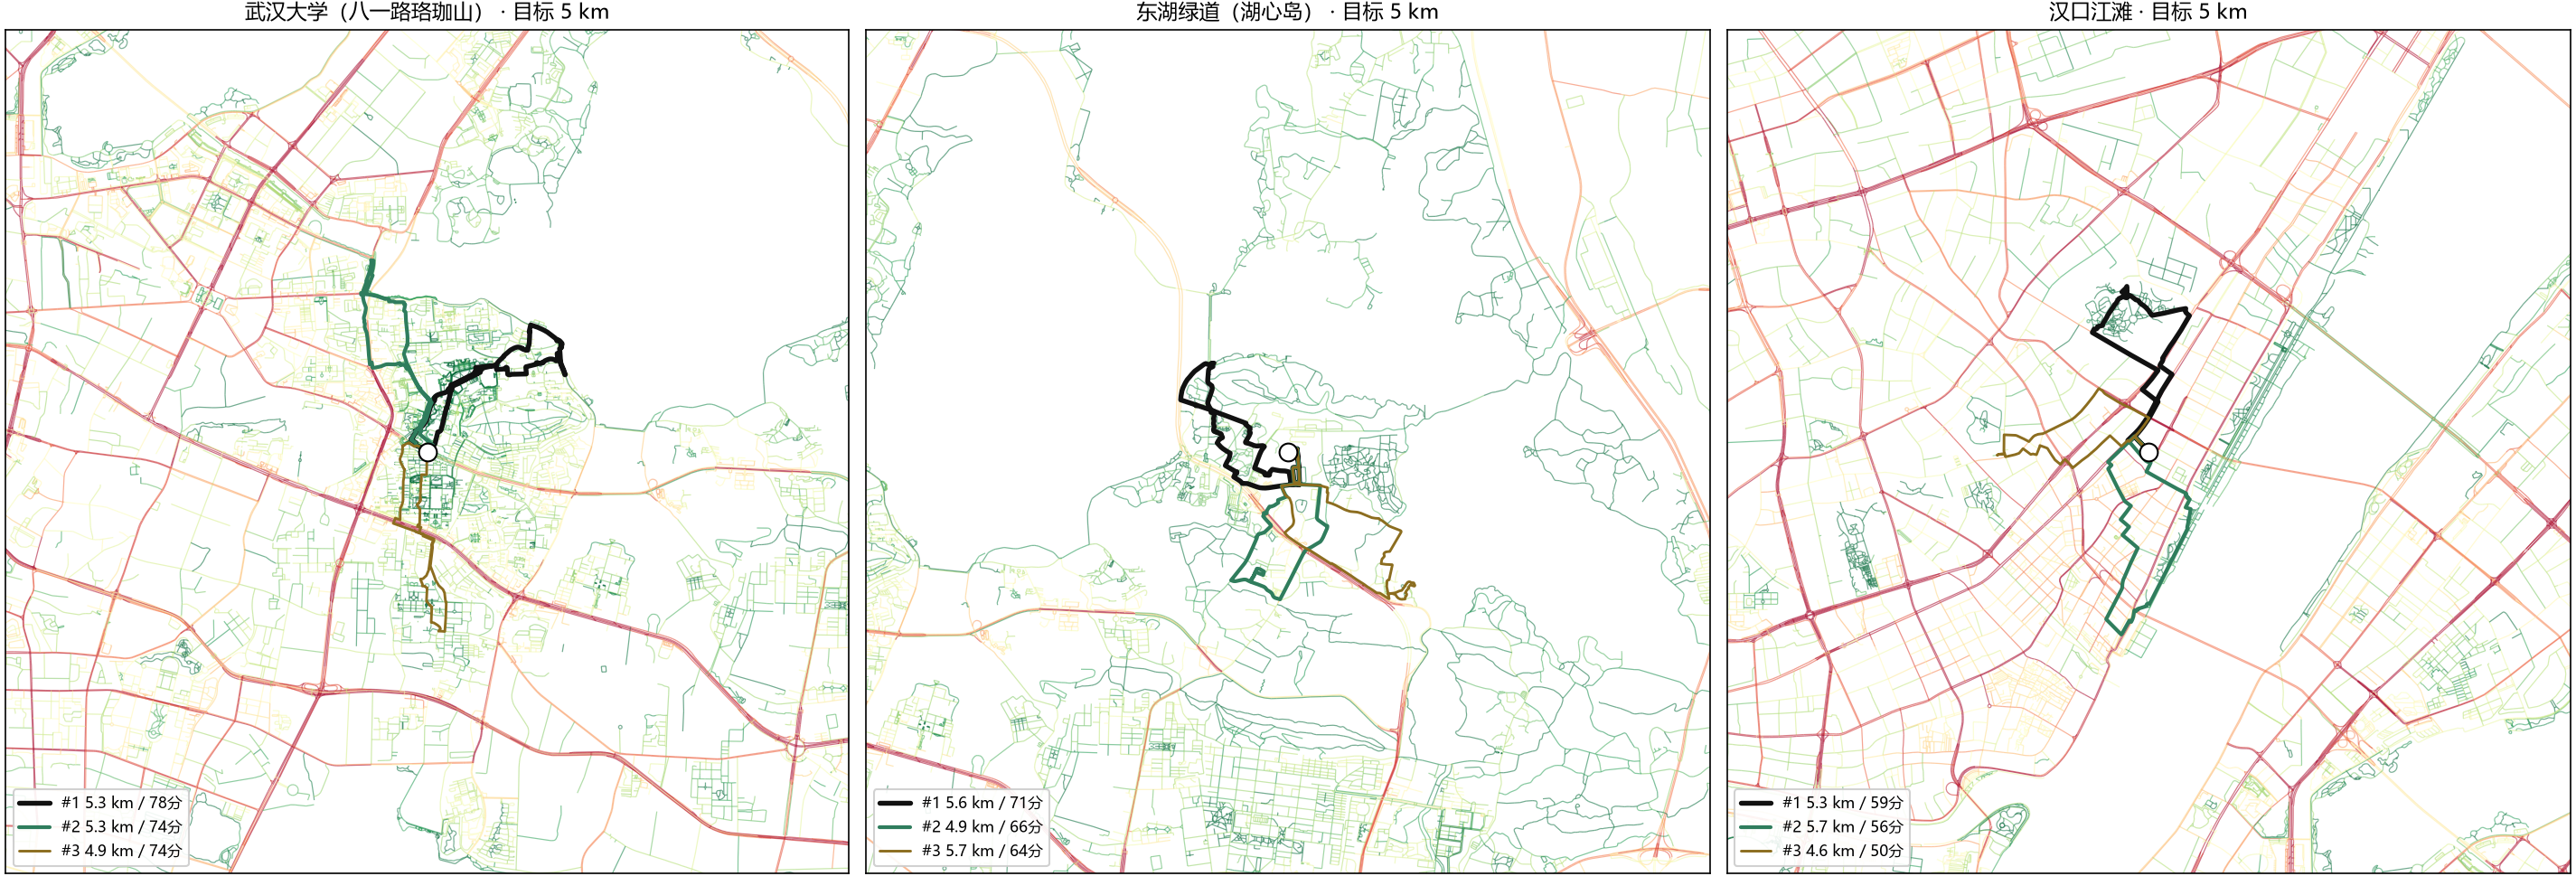 武汉大学（八一路珞珈山）· 目标 5 km
#1 5.3 km / 78分
#2 5.3 km / 74分
#3 4.9 km / 74分
东湖绿道（湖心岛）· 目标 5 km
#1 5.6 km / 71分
#2 4.9 km / 66分
#3 5.7 km / 64分
汉口江滩 · 目标 5 km
#1 5.3 km / 59分
#2 5.7 km / 56分
#3 4.6 km / 50分